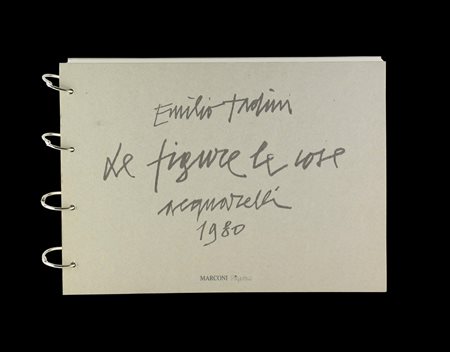 Emilio Tadini
Le figure le cose
acquarelli
1980
MARCONI